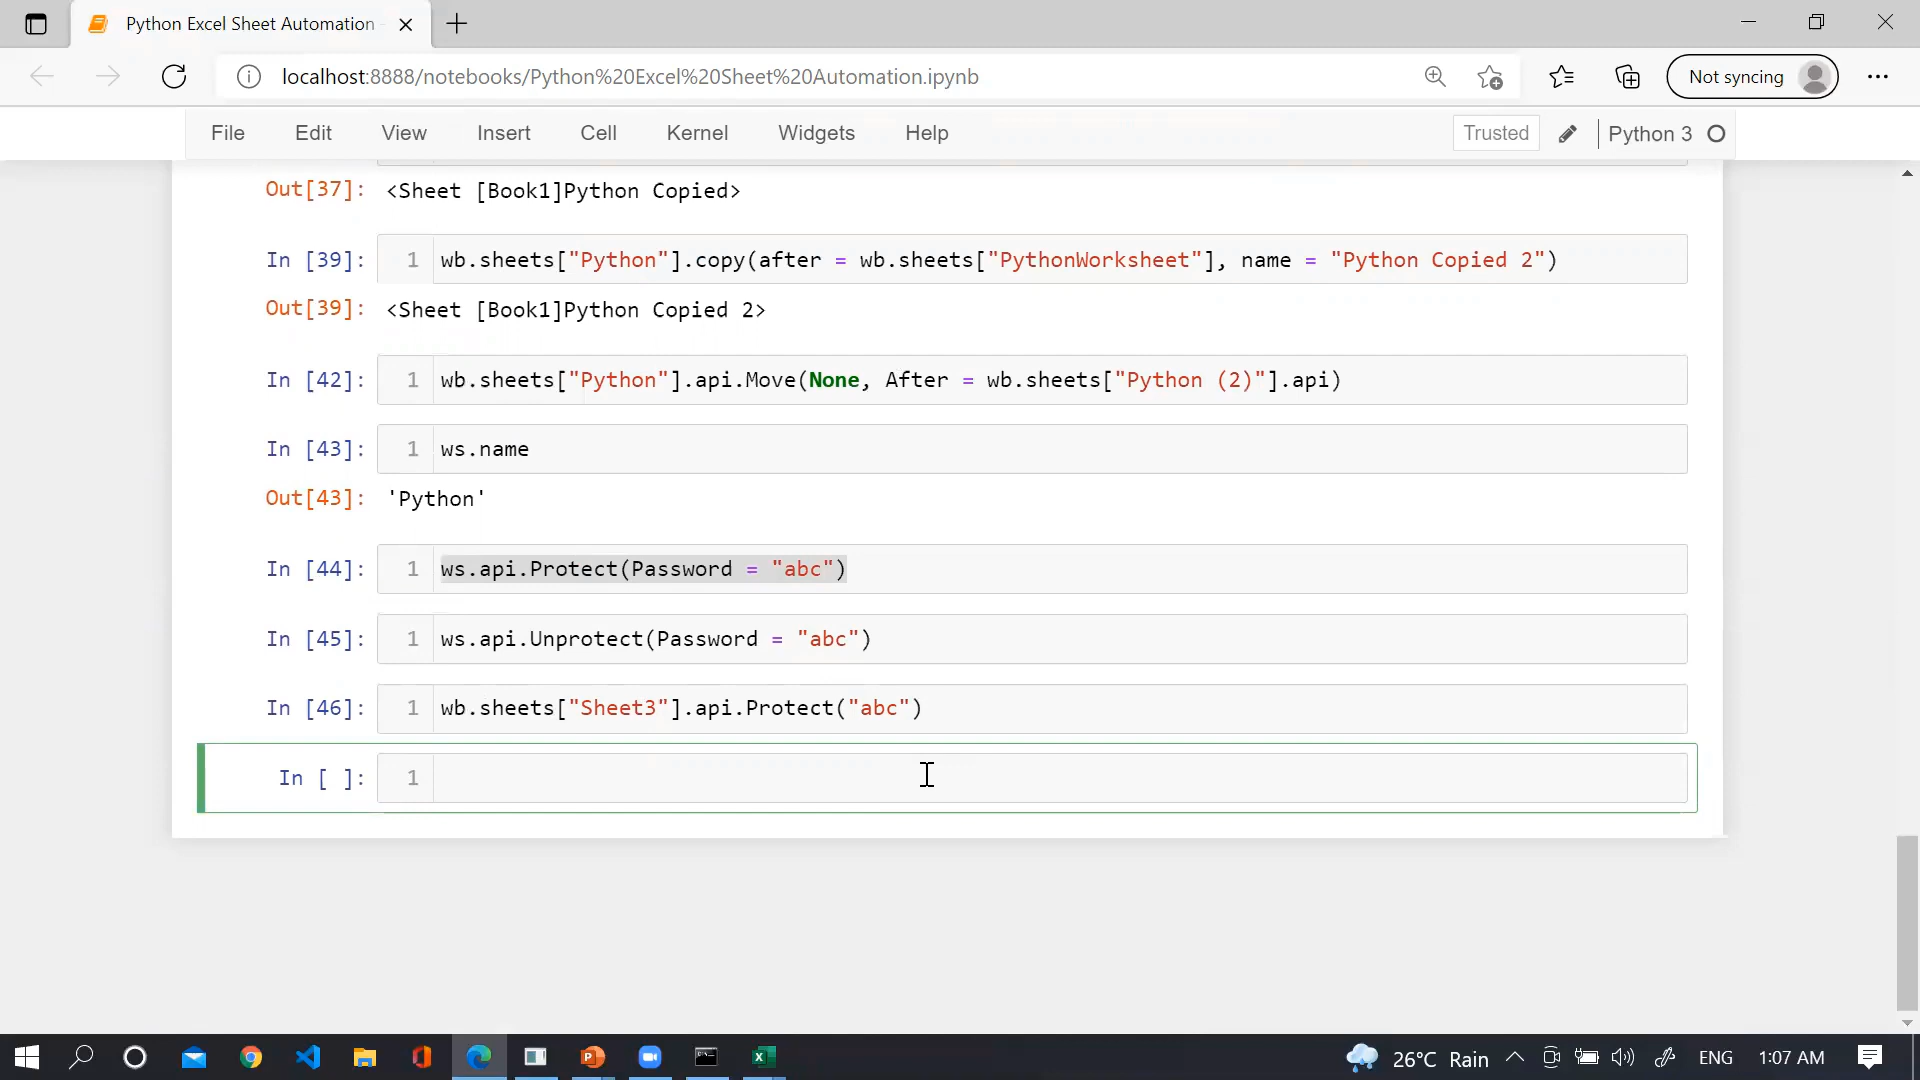 Python Excel Sheet Automation
localhost:8888/notebooks/Python%20Excel%20Sheet%20Automation.ipynb
Not syncing
File Edit View Insert Cell Kernel Widgets Help
Trusted
Python 3
Out[37]: <Sheet [Book1]Python Copied>
In [39]: 1 wb.sheets["Python"].copy(after = wb.sheets["PythonWorksheet"], name = "Python Copied 2")
Out[39]: <Sheet [Book1]Python Copied 2>
In [42]: 1 wb.sheets["Python"].api.Move(None, After = wb.sheets["Python (2)"].api)
In [43]: 1 ws.name
Out[43]: 'Python'
In [44]: 1 ws.api.Protect(Password = "abc")
In [45]: 1 ws.api.Unprotect(Password = "abc")
In [46]: 1 wb.sheets["Sheet3"].api.Protect("abc")
In [ ]: 1
26°C Rain
ENG
1:07 AM